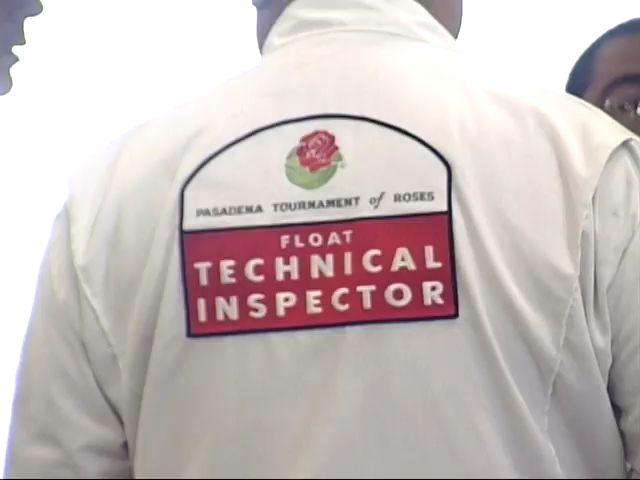 PASADENA TOURNAMENT of ROSES
FLOAT
TECHNICAL
INSPECTOR